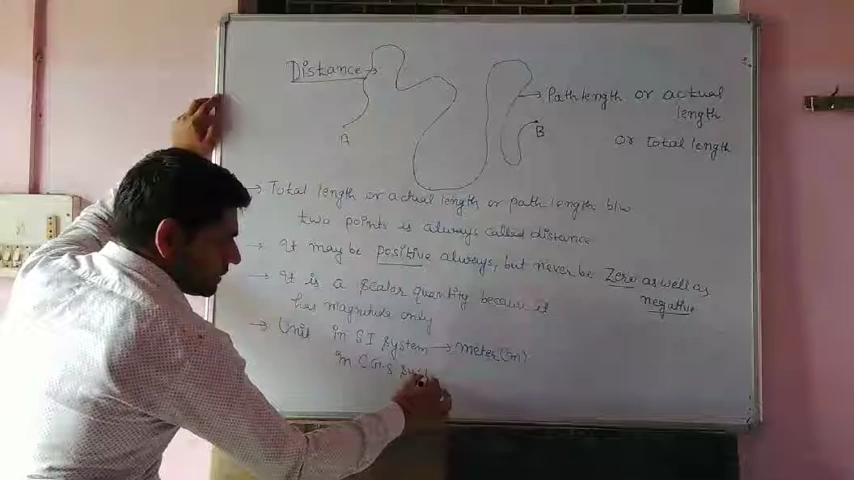 Distance →
A
B
→ Path length or actual
length
or Total length
→ Total length or actual length or path length b/w
two points is always called distance
→ It may be positive always, but never be Zero as well as
negative
→ It is a Scalar quantity because it
has magnitude only
→ Unit in SI System → meter(m)
in C.G.S